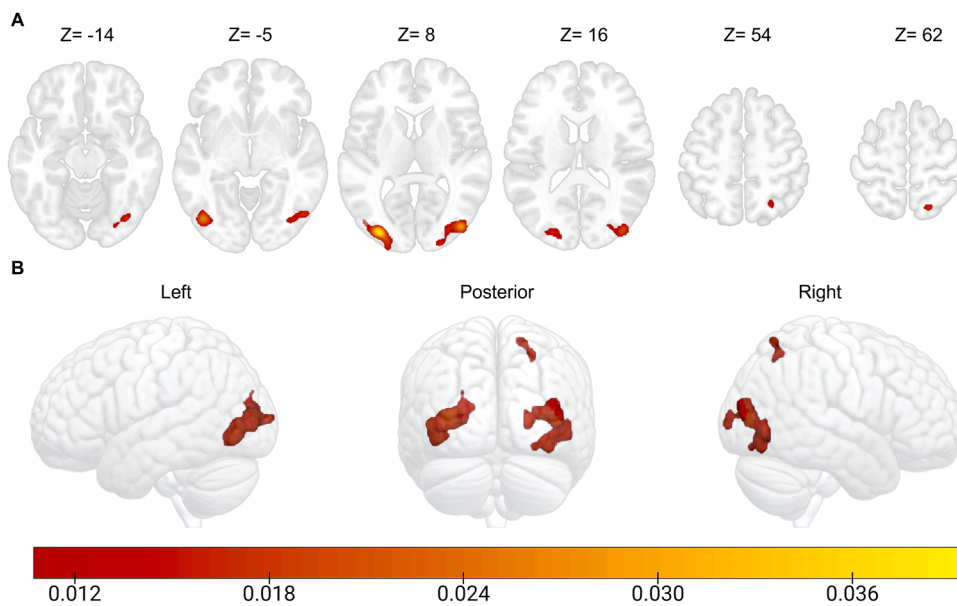 A
Z= -14 Z= -5 Z= 8 Z= 16 Z= 54 Z= 62
B
Left Posterior Right
0.012 0.018 0.024 0.030 0.036